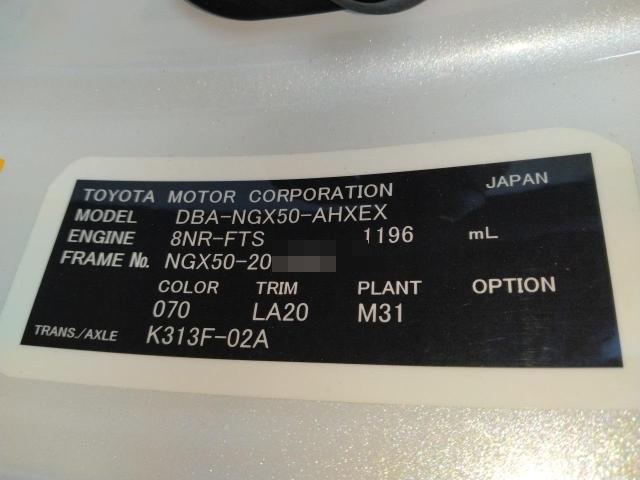 TOYOTA MOTOR CORPORATION JAPAN
MODEL DBA-NGX50-AHXEX
ENGINE 8NR-FTS 1196 mL
FRAME No. NGX50-20
COLOR TRIM PLANT OPTION
070 LA20 M31
TRANS./AXLE K313F-02A